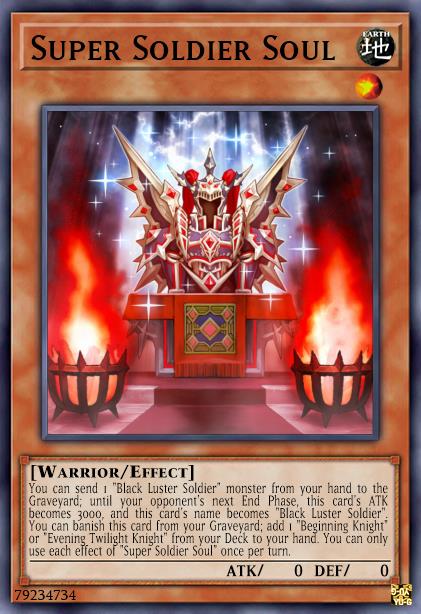 SUPER SOLDIER SOUL
EARTH
地
[WARRIOR/EFFECT]
You can send 1 "Black Luster Soldier" monster from your hand to the
Graveyard; until your opponent's next End Phase, this card's ATK
becomes 3000, and this card's name becomes "Black Luster Soldier".
You can banish this card from your Graveyard; add 1 "Beginning Knight"
or "Evening Twilight Knight" from your Deck to your hand. You can only
use each effect of "Super Soldier Soul" once per turn.
ATK/ 0 DEF/ 0
79234734